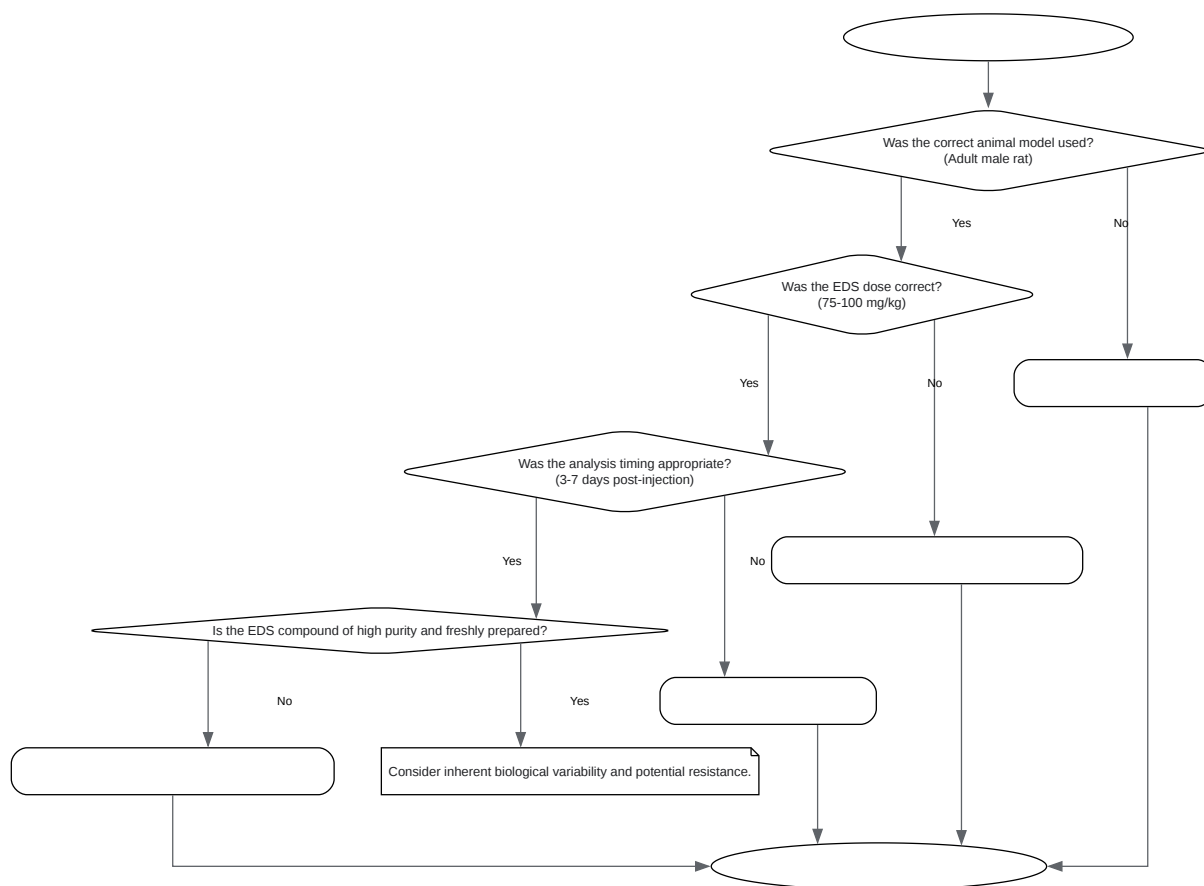 Was the correct animal model used?
(Adult male rat)
Yes
No
Was the EDS dose correct?
(75-100 mg/kg)
Yes
No
Was the analysis timing appropriate?
(3-7 days post-injection)
Yes
No
Is the EDS compound of high purity and freshly prepared?
No
Yes
Consider inherent biological variability and potential resistance.